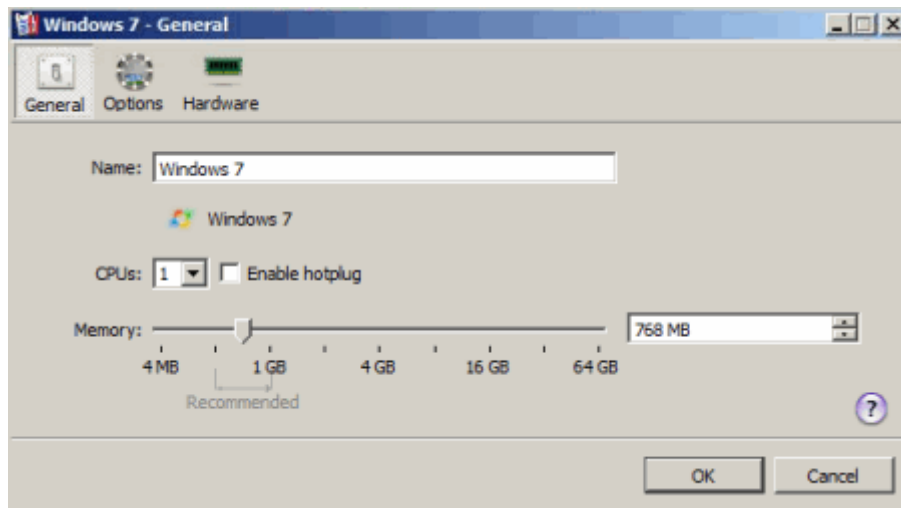 Windows 7 - General
General Options Hardware
Name: Windows 7
Windows 7
CPUs: 1 Enable hotplug
Memory: 768 MB
4 MB 1 GB 4 GB 16 GB 64 GB
Recommended
?
OK Cancel